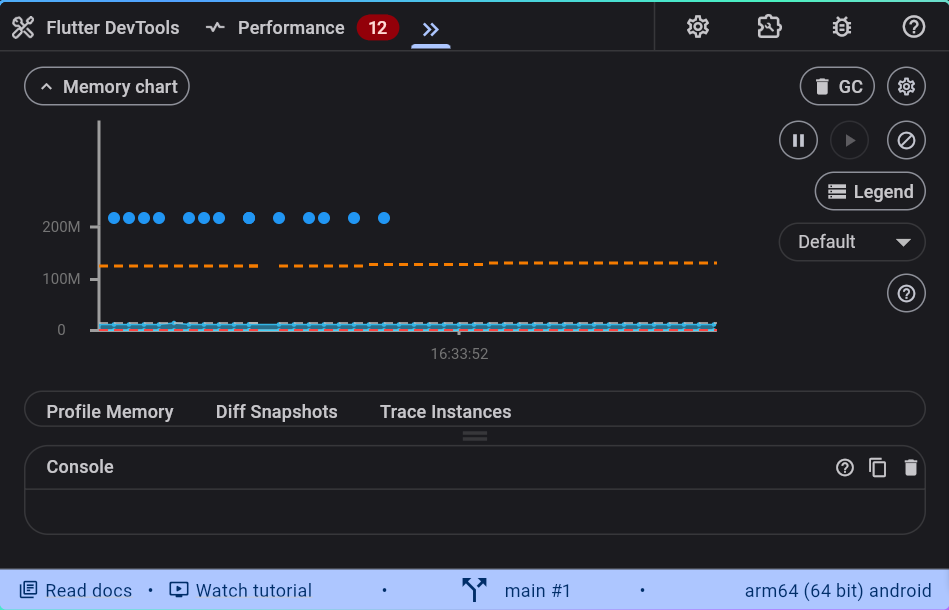 Flutter DevTools Performance 12
Memory chart GC
Legend
200M
Default
100M
0
16:33:52
Profile Memory Diff Snapshots Trace Instances
Console
Read docs • Watch tutorial • main #1 • arm64 (64 bit) android